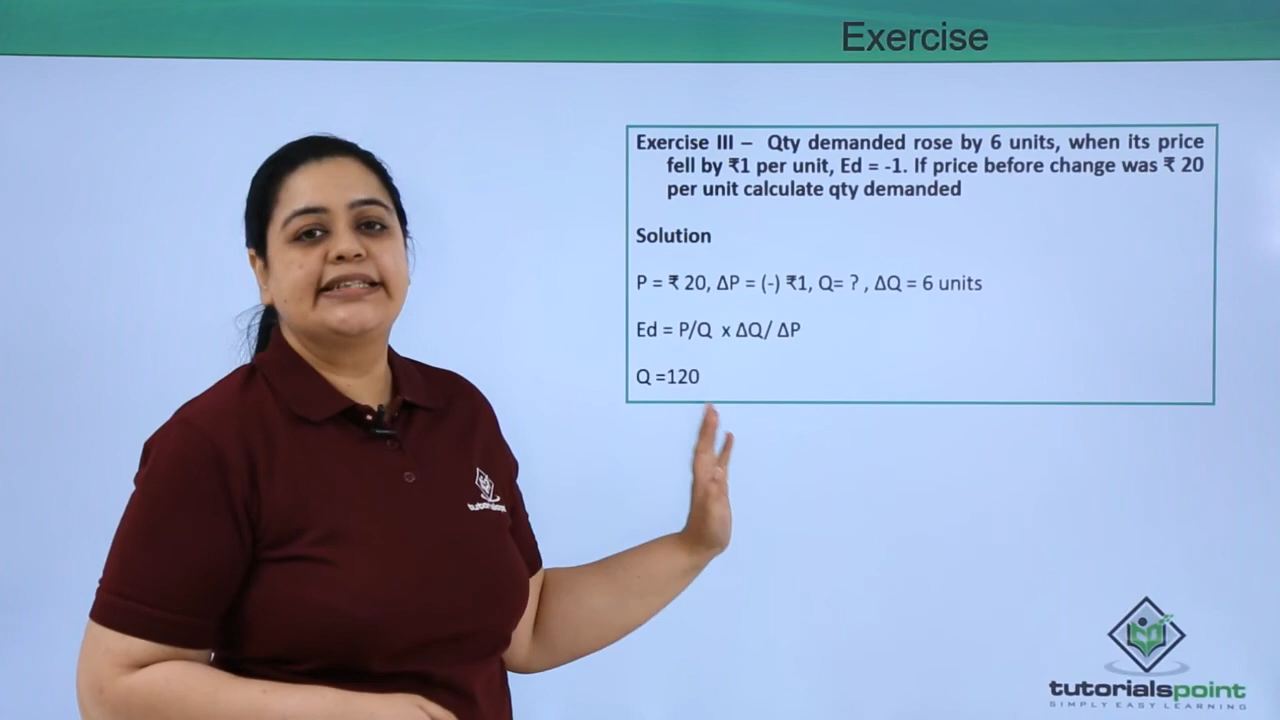 Exercise
Exercise III – Qty demanded rose by 6 units, when its price
fell by ₹1 per unit, Ed = -1. If price before change was ₹ 20
per unit calculate qty demanded
Solution
P = ₹ 20, ΔP = (-) ₹1, Q= ? , ΔQ = 6 units
Ed = P/Q x ΔQ/ ΔP
Q =120
tutorialspoint
tutorialspoint
SIMPLY EASY LEARNING